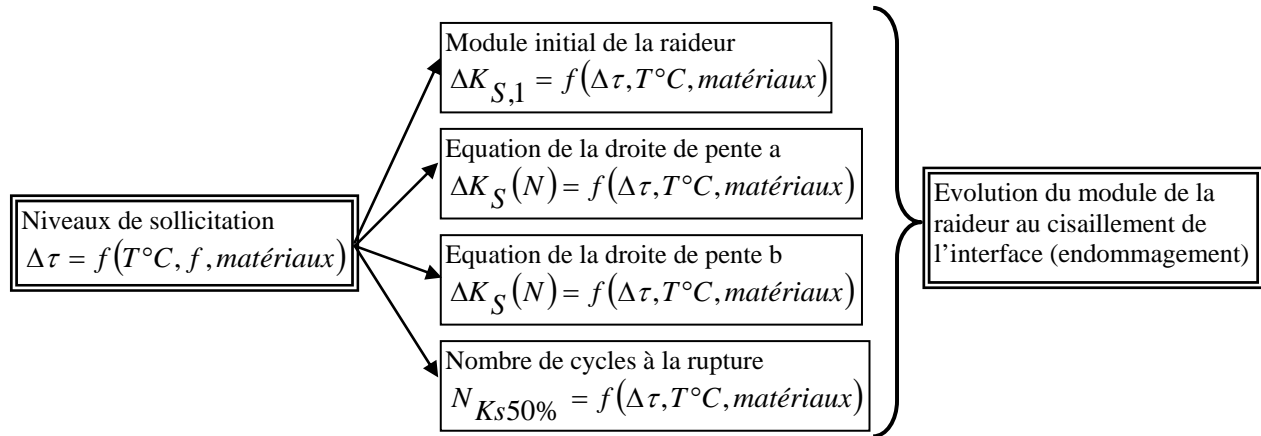 Niveaux de sollicitation
Δτ = f(T°C, f, matériaux)
Module initial de la raideur
ΔK_{S,1} = f(Δτ, T°C, matériaux)
Equation de la droite de pente a
ΔK_S(N) = f(Δτ, T°C, matériaux)
Equation de la droite de pente b
ΔK_S(N) = f(Δτ, T°C, matériaux)
Nombre de cycles à la rupture
N_{Ks50%} = f(Δτ, T°C, matériaux)
Evolution du module de la
raideur au cisaillement de
l’interface (endommagement)